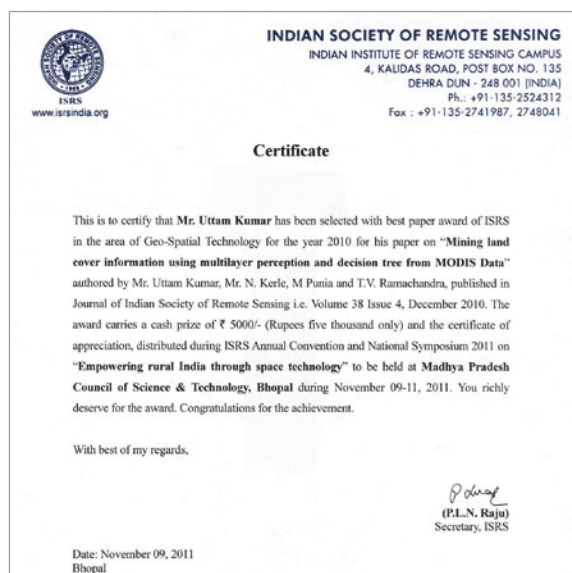 INDIAN SOCIETY OF REMOTE SENSING
INDIAN INSTITUTE OF REMOTE SENSING CAMPUS
4, KALIDAS ROAD, POST BOX NO. 135
DEHRA DUN - 248 001 (INDIA)
Ph.: +91-135-2524312
Fax : +91-135-2741987, 2748041
INDIAN SOCIETY OF REMOTE SENSING
1969
ISRS
www.isrsindia.org
Certificate
This is to certify that Mr. Uttam Kumar has been selected with best paper award of ISRS
in the area of Geo-Spatial Technology for the year 2010 for his paper on “Mining land
cover information using multilayer perception and decision tree from MODIS Data”
authored by Mr. Uttam Kumar, Mr. N. Kerle, M Punia and T.V. Ramachandra, published in
Journal of Indian Society of Remote Sensing i.e. Volume 38 Issue 4, December 2010. The
award carries a cash prize of ₹ 5000/- (Rupees five thousand only) and the certificate of
appreciation, distributed during ISRS Annual Convention and National Symposium 2011 on
“Empowering rural India through space technology” to be held at Madhya Pradesh
Council of Science & Technology, Bhopal during November 09-11, 2011. You richly
deserve for the award. Congratulations for the achievement.
With best of my regards,
(P.L.N. Raju)
Secretary, ISRS
Date: November 09, 2011
Bhopal